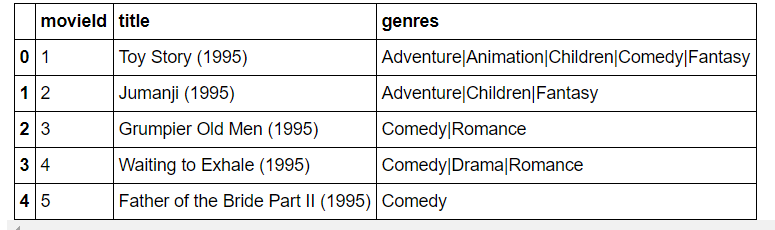 movieId title genres
0 1 Toy Story (1995) Adventure|Animation|Children|Comedy|Fantasy
1 2 Jumanji (1995) Adventure|Children|Fantasy
2 3 Grumpier Old Men (1995) Comedy|Romance
3 4 Waiting to Exhale (1995) Comedy|Drama|Romance
4 5 Father of the Bride Part II (1995) Comedy